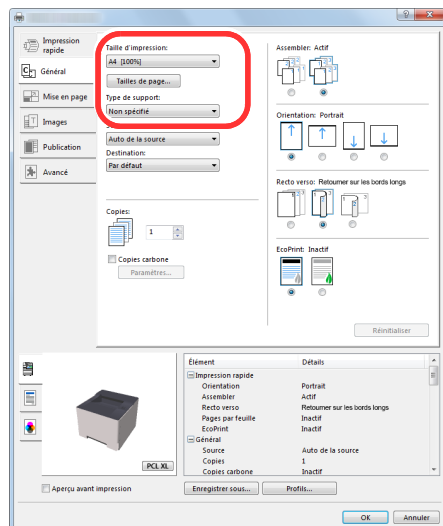 Impression
rapide
Général
Mise en page
Images
Publication
Avancé
Taille d'impression:
A4 [100%]
Tailles de page...
Type de support:
Non spécifié
Auto de la source
Destination:
Par défaut
Copies:
1
Copies carbone
Paramètres...
Assembler: Actif
Orientation: Portrait
Recto verso: Retourner sur les bords longs
EcoPrint: Inactif
Réinitialiser
PCL XL
Aperçu avant impression
Élément Détails
Impression rapide
Orientation Portrait
Assembler Actif
Recto verso Retourner sur les bords longs
Pages par feuille Inactif
EcoPrint Inactif
Général
Source Auto de la source
Copies 1
Copies carbone Inactif
Enregistrer sous... Profils...
OK Annuler